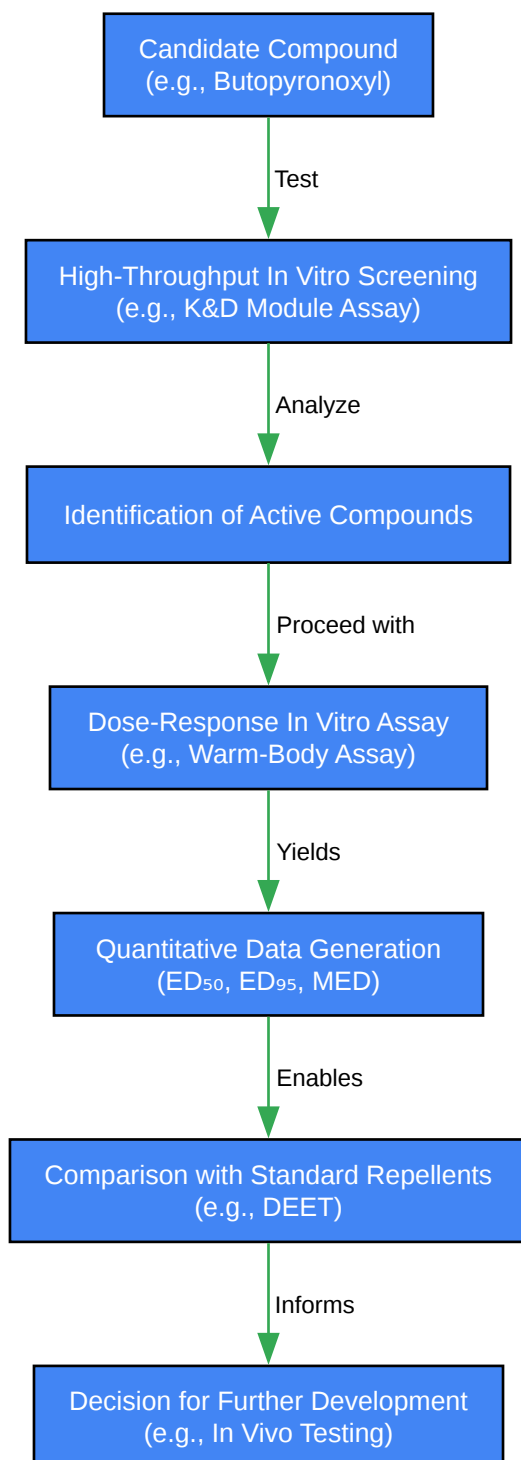 Candidate Compound
(e.g., Butopyronoxyl)
Test
High-Throughput In Vitro Screening
(e.g., K&D Module Assay)
Analyze
Identification of Active Compounds
Proceed with
Dose-Response In Vitro Assay
(e.g., Warm-Body Assay)
Yields
Quantitative Data Generation
(ED₅₀, ED₉₅, MED)
Enables
Comparison with Standard Repellents
(e.g., DEET)
Informs
Decision for Further Development
(e.g., In Vivo Testing)